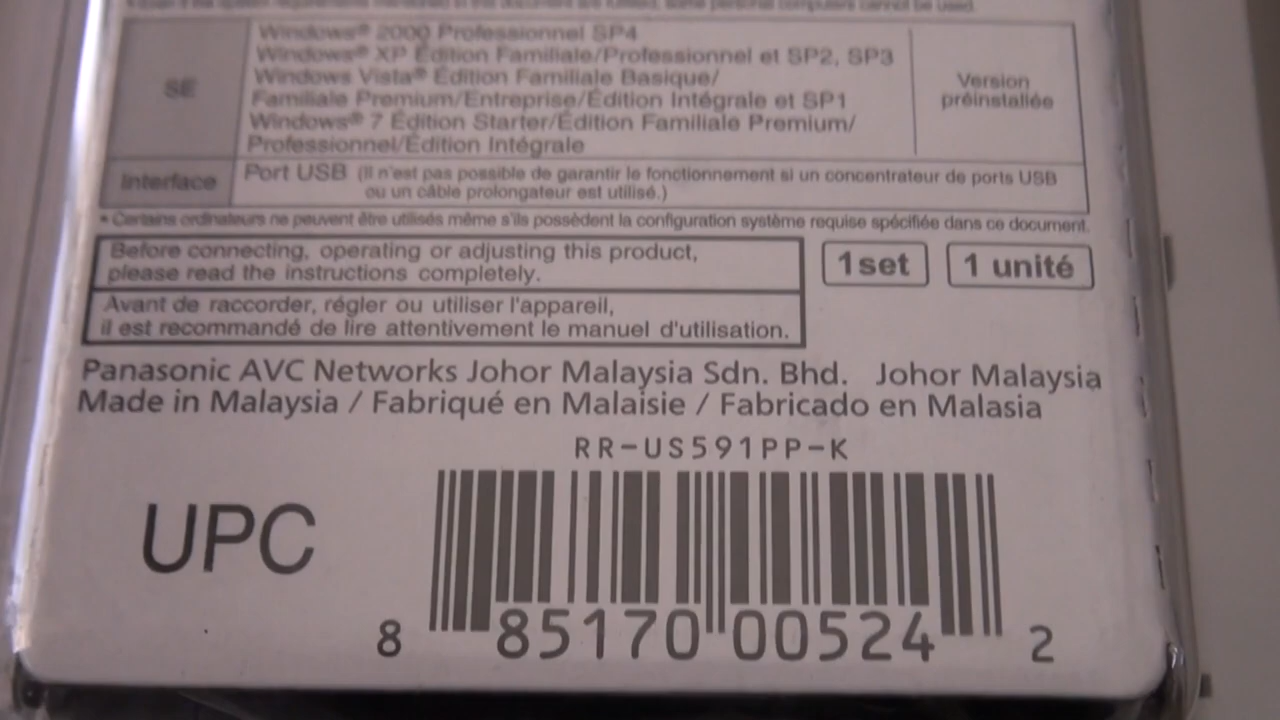 SE
Windows® 2000 Professionnel SP4
Windows® XP Édition Familiale/Professionnel et SP2, SP3
Windows Vista® Édition Familiale Basique/
Familiale Premium/Entreprise/Édition Intégrale et SP1
Windows® 7 Édition Starter/Édition Familiale Premium/
Professionnel/Édition Intégrale
Version
préinstallée
Interface
Port USB (Il n'est pas possible de garantir le fonctionnement si un concentrateur de ports USB
ou un câble prolongateur est utilisé.)
* Certains ordinateurs ne peuvent être utilisés même s'ils possèdent la configuration système requise spécifiée dans ce document.
Before connecting, operating or adjusting this product,
please read the instructions completely.
1set
1 unité
Avant de raccorder, régler ou utiliser l'appareil,
il est recommandé de lire attentivement le manuel d'utilisation.
Panasonic AVC Networks Johor Malaysia Sdn. Bhd. Johor Malaysia
Made in Malaysia / Fabriqué en Malaisie / Fabricado en Malasia
RR-US591PP-K
UPC
8 85170 00524 2